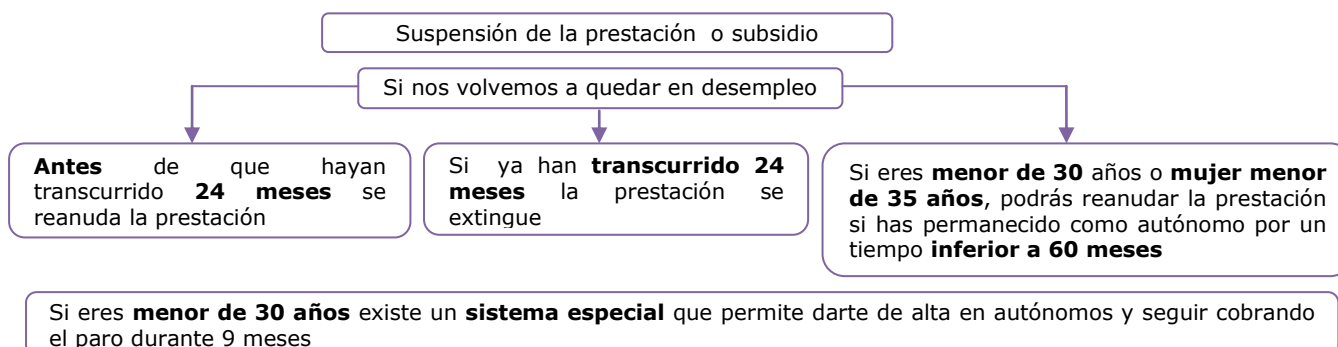 Suspensión de la prestación o subsidio
Si nos volvemos a quedar en desempleo
Antes de que hayan
transcurrido 24 meses se
reanuda la prestación
Si ya han transcurrido 24
meses la prestación se
extingue
Si eres menor de 30 años o mujer menor
de 35 años, podrás reanudar la prestación
si has permanecido como autónomo por un
tiempo inferior a 60 meses
Si eres menor de 30 años existe un sistema especial que permite darte de alta en autónomos y seguir cobrando
el paro durante 9 meses